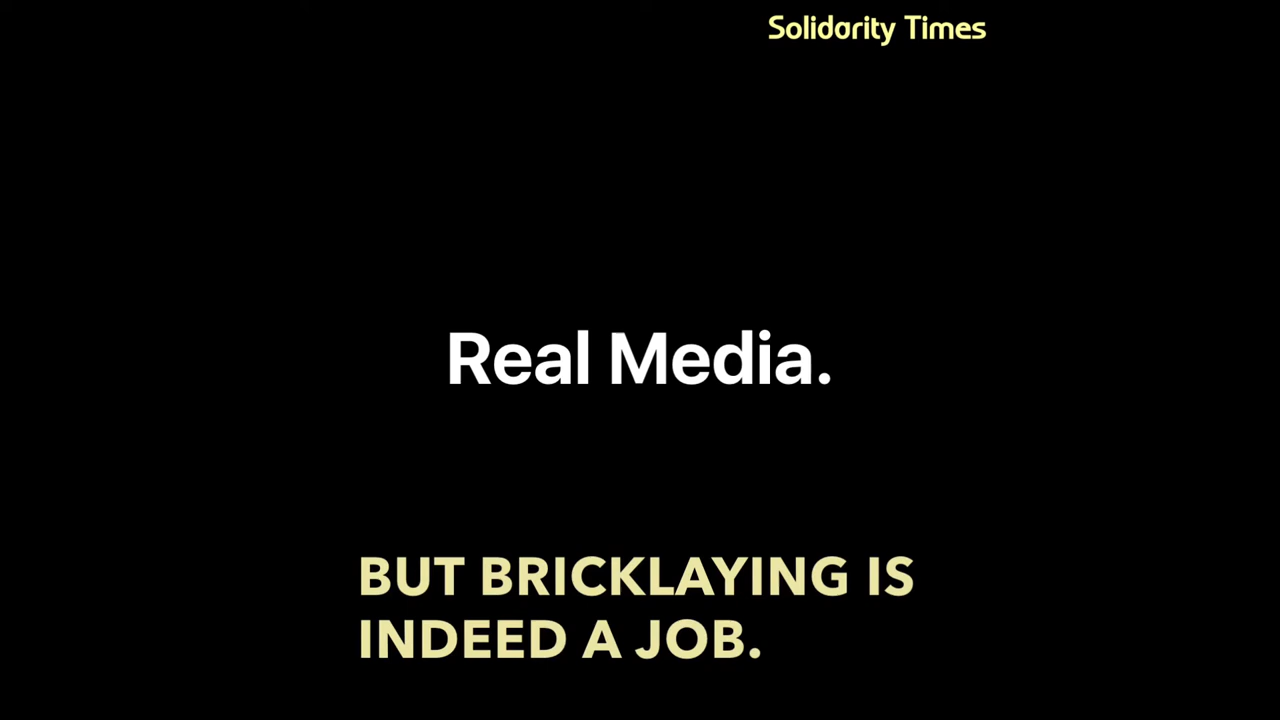 Solidarity Times
Real Media.
BUT BRICKLAYING IS
INDEED A JOB.